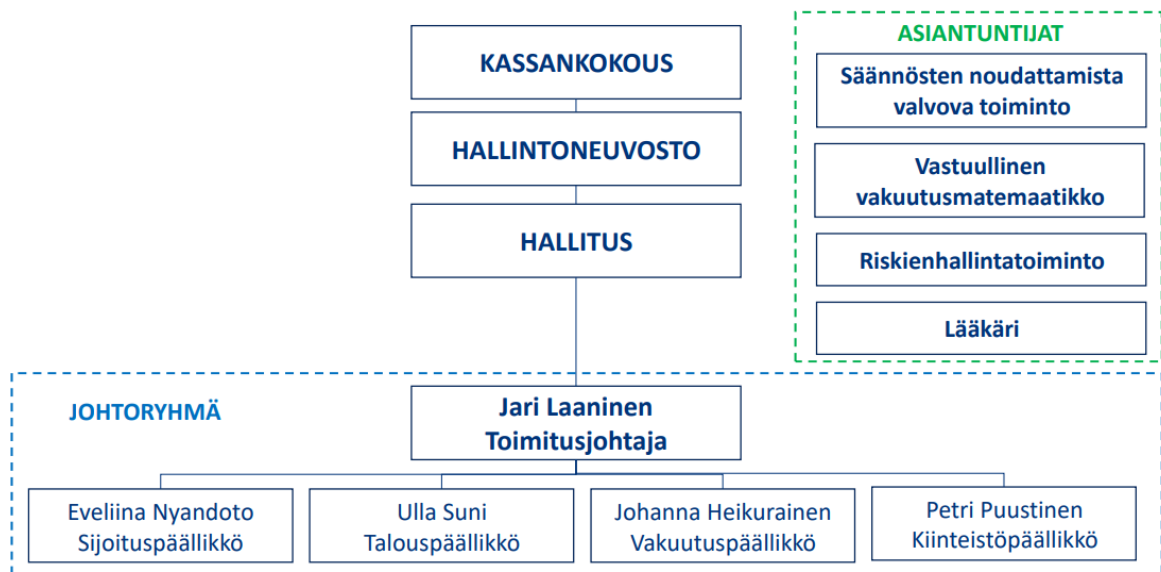 KASSANKOKOUS
HALLINTONEUVOSTO
HALLITUS
ASIANTUNTIJAT
Säännösten noudattamista
valvova toiminto
Vastuullinen
vakuutusmatemaatikko
Riskienhallintatoiminto
Lääkäri
JOHTORYHMÄ
Jari Laaninen
Toimitusjohtaja
Eveliina Nyandoto
Sijoituspäällikkö
Ulla Suni
Talouspäällikkö
Johanna Heikurainen
Vakuutuspäällikkö
Petri Puustinen
Kiinteistöpäällikkö